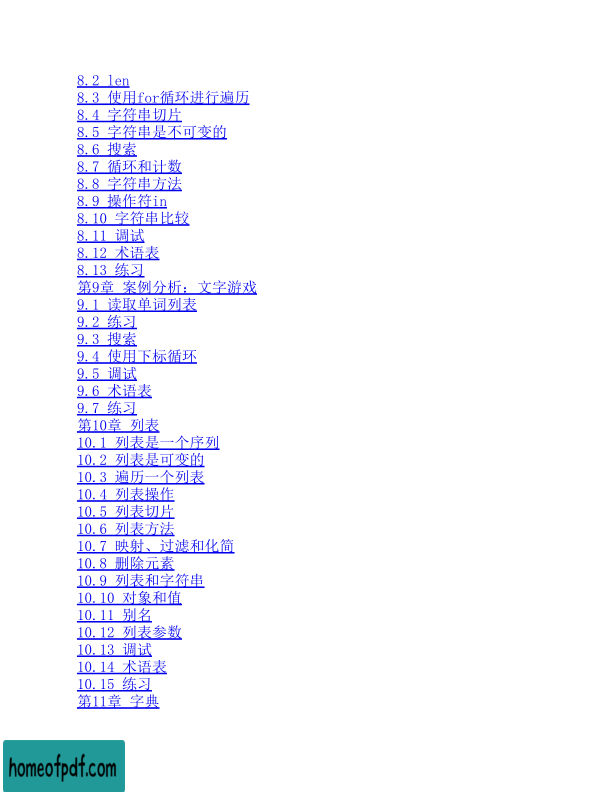 8.2 len
8.3 使用for循环进行遍历
8.4 字符串切片
8.5 字符串是不可变的
8.6 搜索
8.7 循环和计数
8.8 字符串方法
8.9 操作符in
8.10 字符串比较
8.11 调试
8.12 术语表
8.13 练习
第9章 案例分析：文字游戏
9.1 读取单词列表
9.2 练习
9.3 搜索
9.4 使用下标循环
9.5 调试
9.6 术语表
9.7 练习
第10章 列表
10.1 列表是一个序列
10.2 列表是可变的
10.3 遍历一个列表
10.4 列表操作
10.5 列表切片
10.6 列表方法
10.7 映射、过滤和化简
10.8 删除元素
10.9 列表和字符串
10.10 对象和值
10.11 别名
10.12 列表参数
10.13 调试
10.14 术语表
10.15 练习
第11章 字典
homeofpdf.com